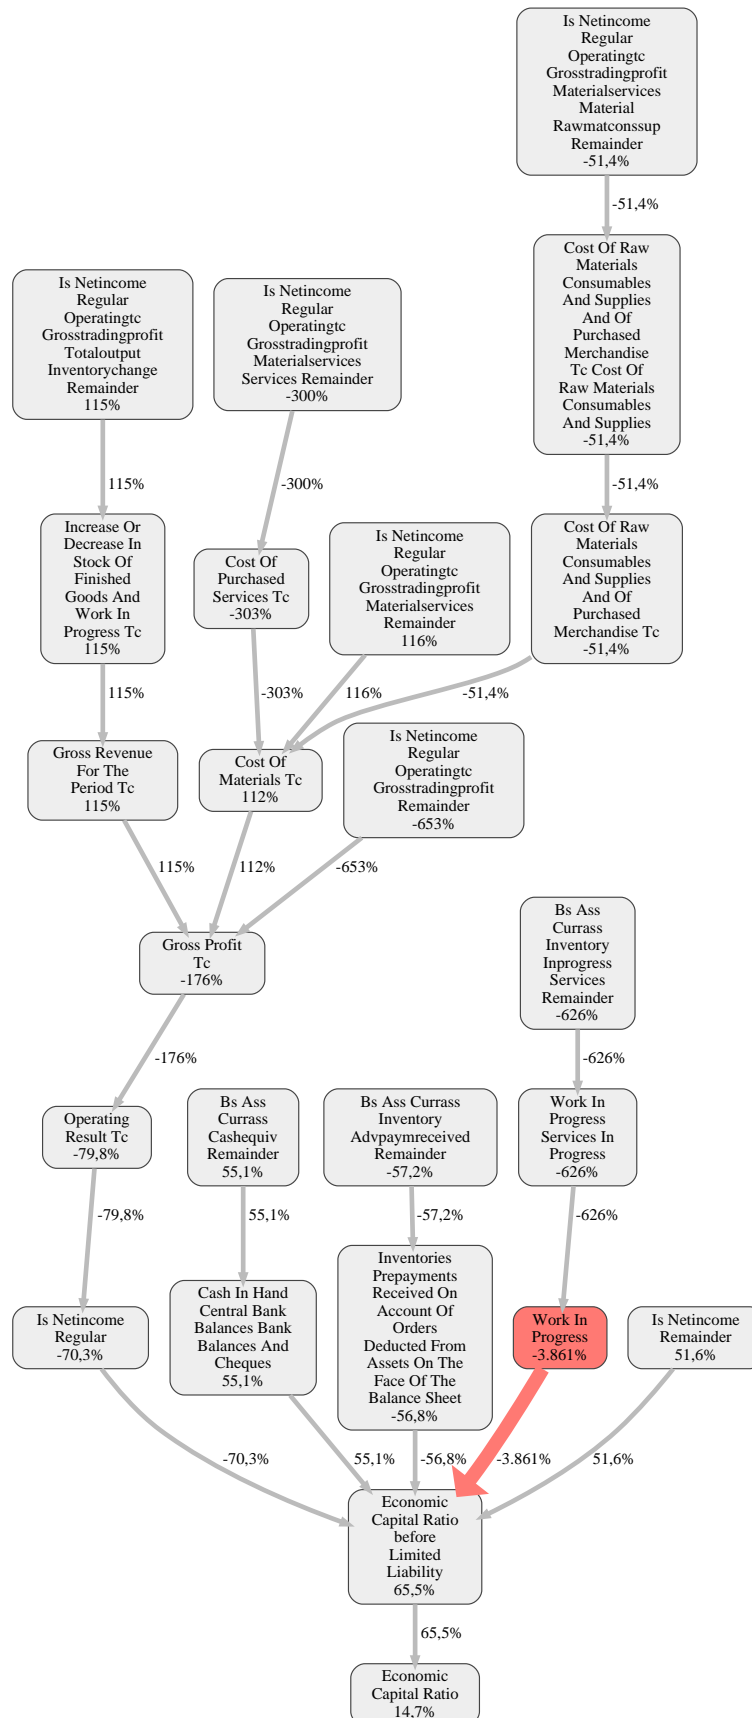 Is Netincome
Regular
Operatingtc
Grosstradingprofit
Materialservices
Material
Rawmatconssup
Remainder
-51,4%
-51,4%
Cost Of Raw
Materials
Consumables
And Supplies
And Of
Purchased
Merchandise
Tc Cost Of
Raw Materials
Consumables
And Supplies
-51,4%
Is Netincome
Regular
Operatingtc
Grosstradingprofit
Totaloutput
Inventorychange
Remainder
115%
Is Netincome
Regular
Operatingtc
Grosstradingprofit
Materialservices
Services Remainder
-300%
115%
-300%
-51,4%
Increase Or
Decrease In
Stock Of
Finished
Goods And
Work In
Progress Tc
115%
Cost Of
Purchased
Services Tc
-303%
Is Netincome
Regular
Operatingtc
Grosstradingprofit
Materialservices
Remainder
116%
Cost Of Raw
Materials
Consumables
And Supplies
And Of
Purchased
Merchandise Tc
-51,4%
115%
-303%
116%
-51,4%
Gross Revenue
For The
Period Tc
115%
Cost Of
Materials Tc
112%
Is Netincome
Regular
Operatingtc
Grosstradingprofit
Remainder
-653%
115%
112%
-653%
Gross Profit
Tc
-176%
Bs Ass
Currass
Inventory
Inprogress
Services
Remainder
-626%
-176%
-626%
Operating
Result Tc
-79,8%
Bs Ass
Currass
Cashequiv
Remainder
55,1%
Bs Ass Currass
Inventory
Advpaymreceived
Remainder
-57,2%
Work In
Progress
Services In
Progress
-626%
-79,8%
55,1%
-57,2%
-626%
Is Netincome
Regular
-70,3%
Cash In Hand
Central Bank
Balances Bank
Balances And
Cheques
55,1%
Inventories
Prepayments
Received On
Account Of
Orders
Deducted From
Assets On The
Face Of The
Balance Sheet
-56,8%
Work In
Progress
-3.861%
Is Netincome
Remainder
51,6%
-70,3%
55,1%
-56,8%
-3.861%
51,6%
Economic
Capital Ratio
before
Limited
Liability
65,5%
65,5%
Economic
Capital Ratio
14,7%